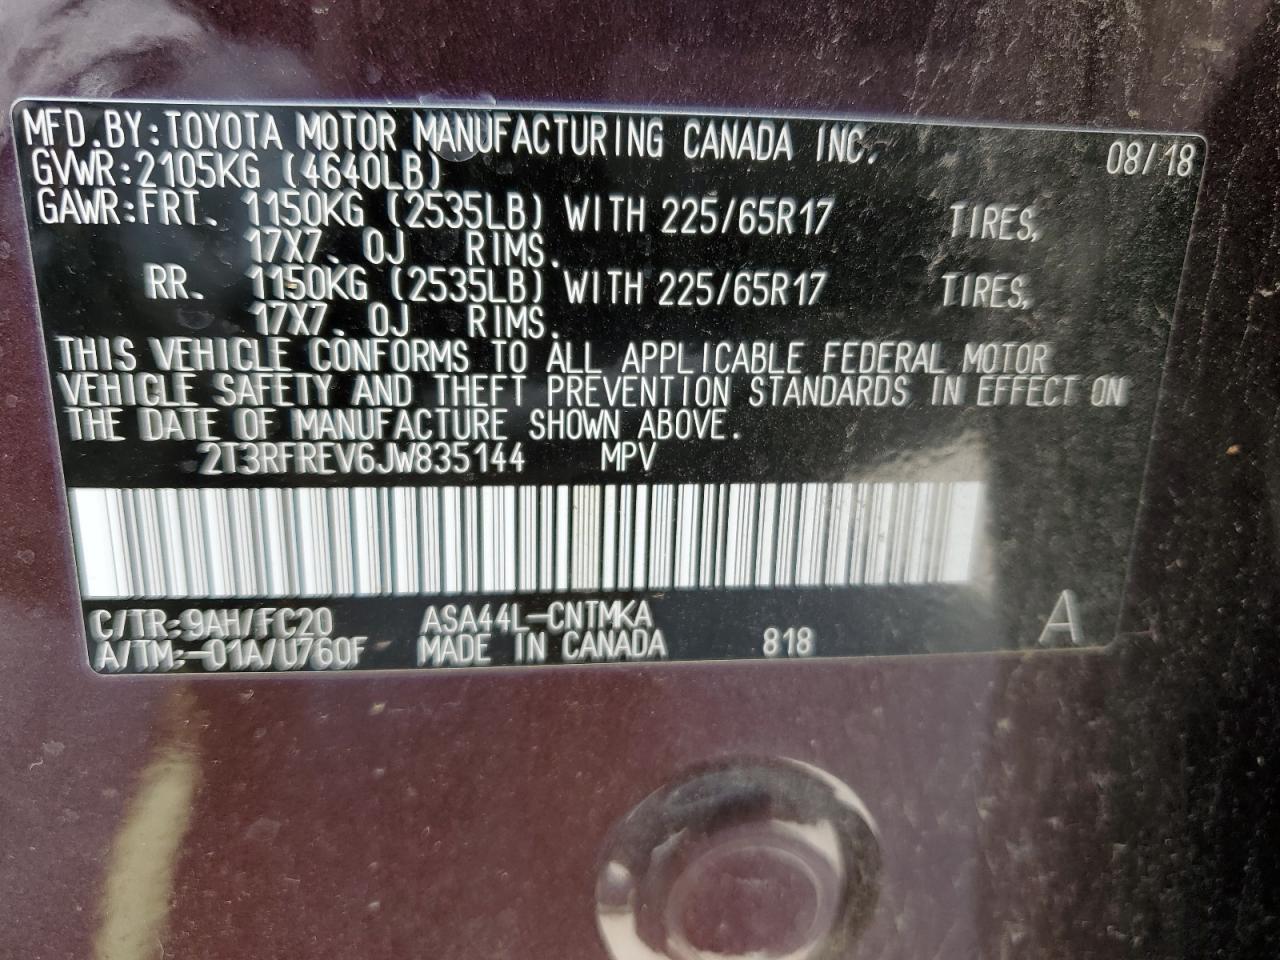 MFD.BY:TOYOTA MOTOR MANUFACTURING CANADA INC. 08/18
GVWR:2105KG (4640LB)
GAWR:FRT. 1150KG (2535LB) WITH 225/65R17 TIRES,
17X7.0J RIMS.
RR. 1150KG (2535LB) WITH 225/65R17 TIRES,
17X7.0J RIMS.
THIS VEHICLE CONFORMS TO ALL APPLICABLE FEDERAL MOTOR
VEHICLE SAFETY AND THEFT PREVENTION STANDARDS IN EFFECT ON
THE DATE OF MANUFACTURE SHOWN ABOVE.
2T3RFREV6JW835144 MPV
C/TR:9AH/FC20 ASA44L-CNTMKA
A/TM:-01A/U760F MADE IN CANADA 818 A